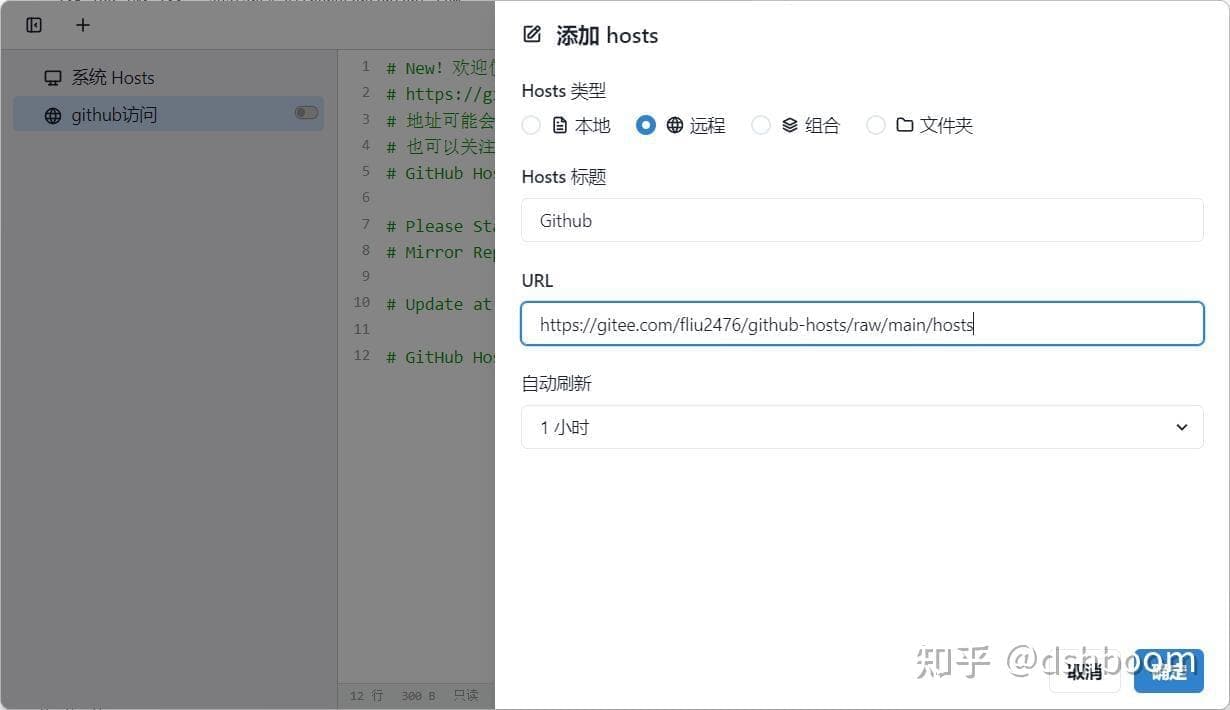 系统 Hosts
github访问
1 # New! 欢迎
2 # https://g
3 # 地址可能会
4 # 也可以关注
5 # GitHub Hos
6
7 # Please Sta
8 # Mirror Rep
9
10 # Update at
11
12 # GitHub Hos
12 行 300 B 只读
添加 hosts
Hosts 类型
本地 远程 组合 文件夹
Hosts 标题
Github
URL
https://gitee.com/fliu2476/github-hosts/raw/main/hosts
自动刷新
1 小时
取消 确定
知乎 @dshboom